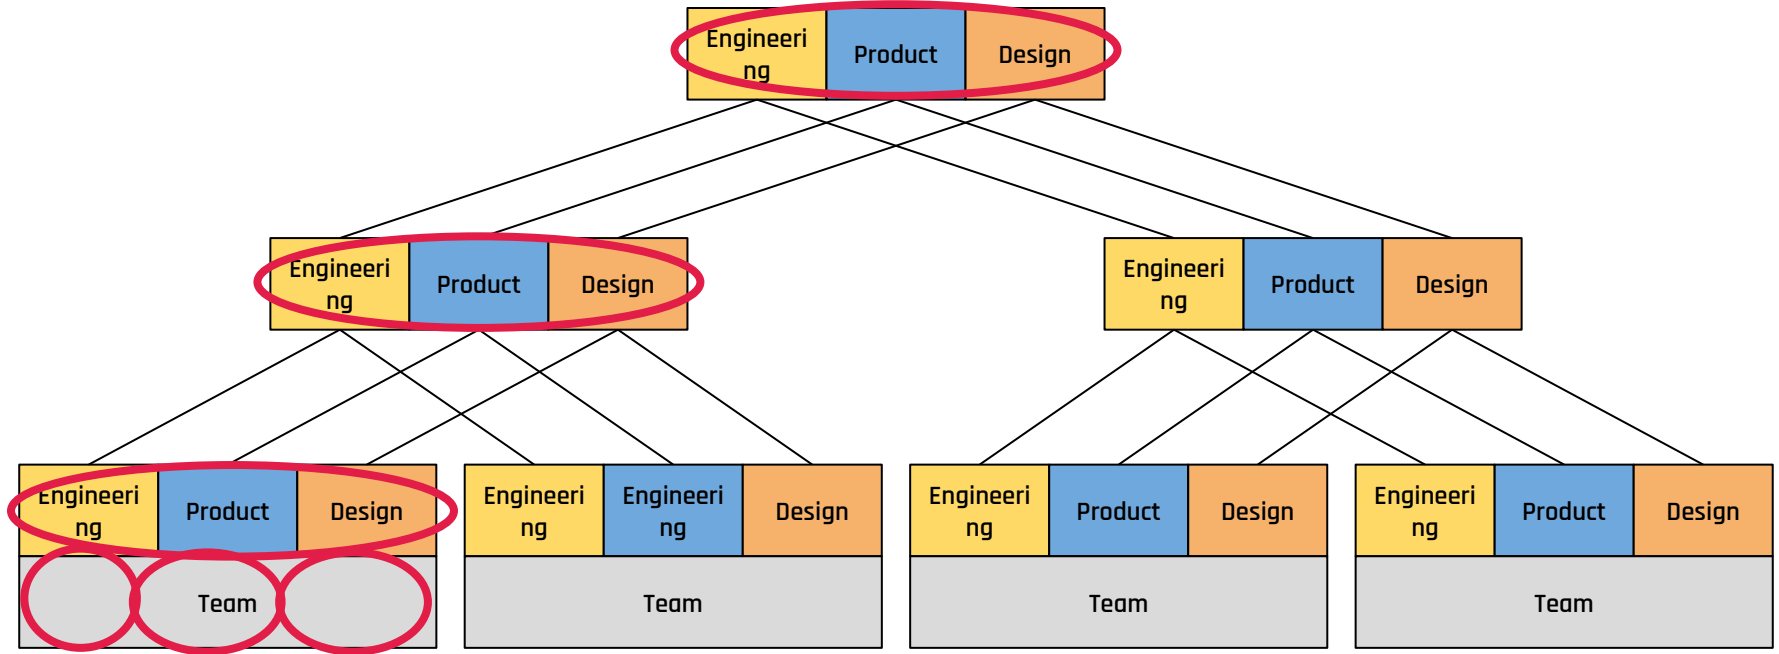 Engineeri
ng
Product
Design
Engineeri
ng
Product
Design
Engineeri
ng
Product
Design
Engineeri
ng
Product
Design
Engineeri
ng
Engineeri
ng
Design
Engineeri
ng
Product
Design
Engineeri
ng
Product
Design
Team
Team
Team
Team